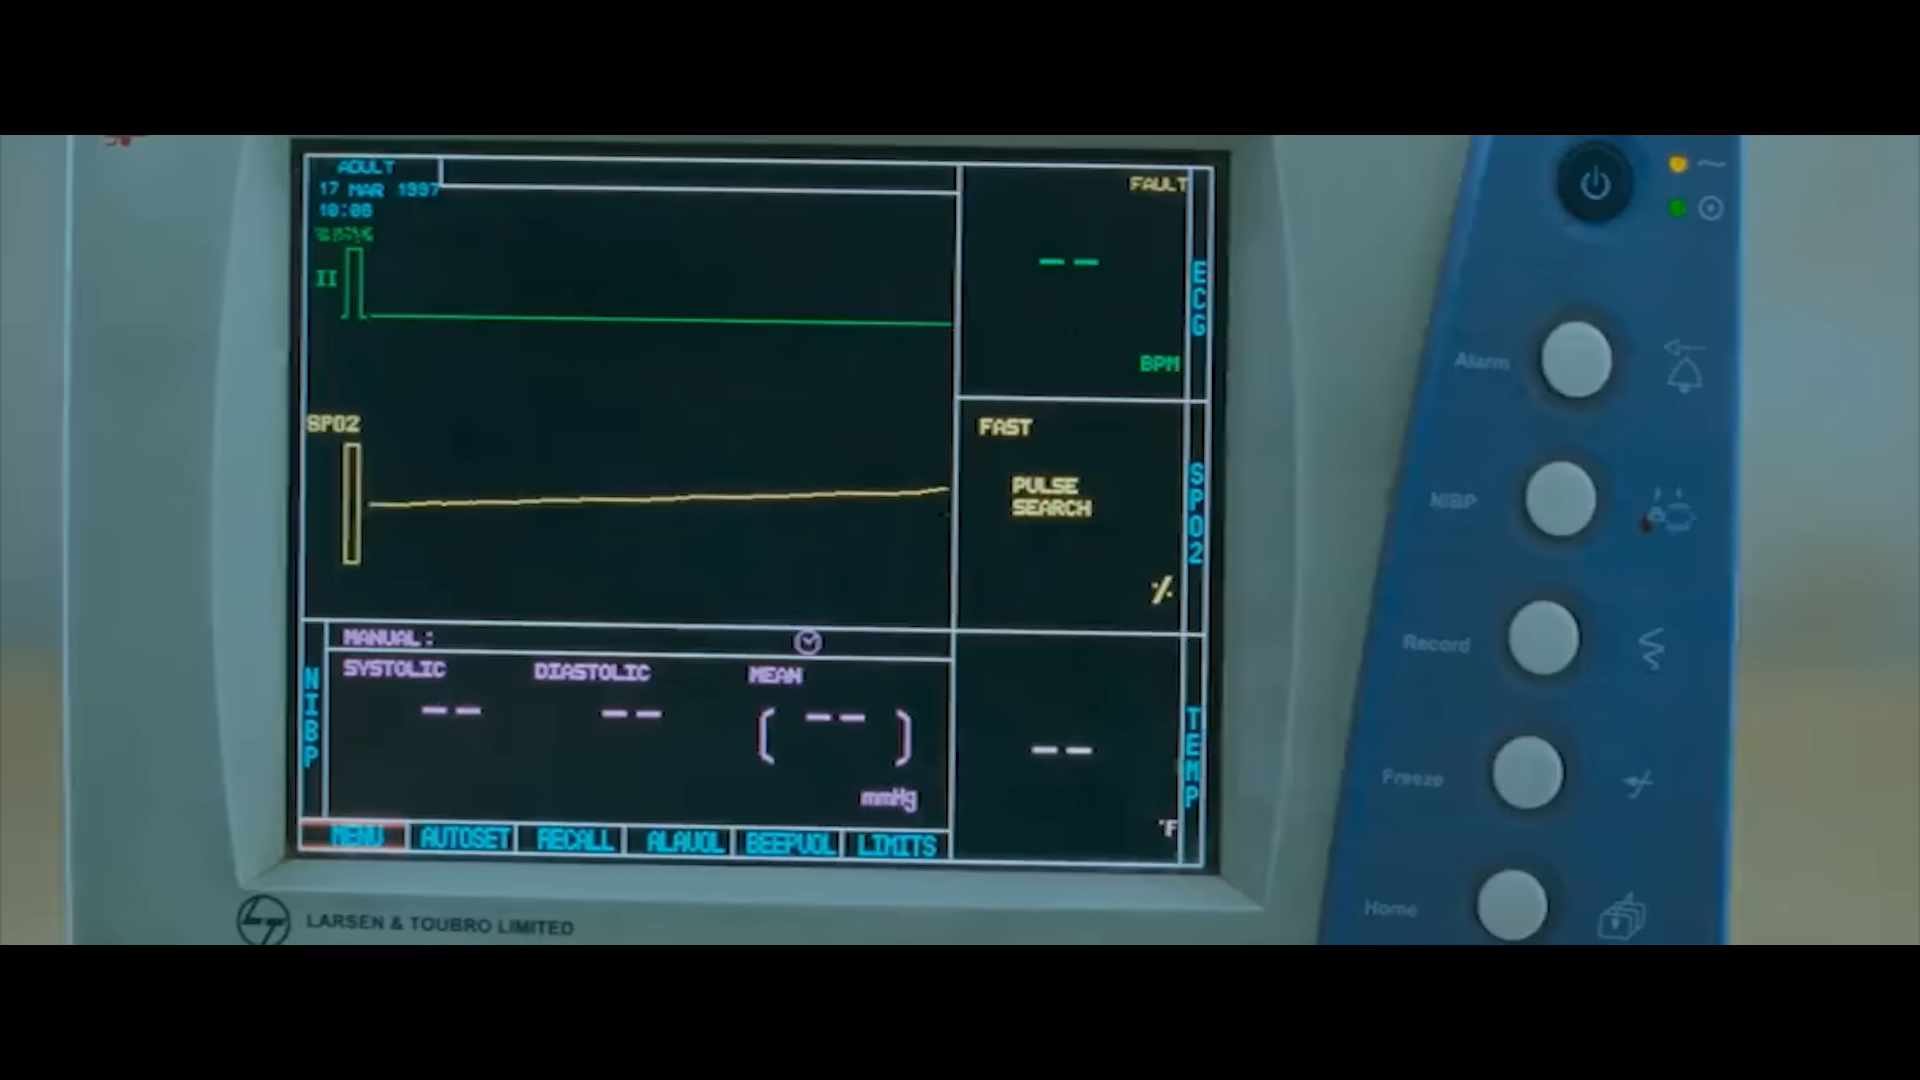 ADULT
17 MAR 1997
10:06
II
FAULT
-- 
BPM
ECG
SPO2
FAST
PULSE
SEARCH
%
SPO2
MANUAL:
SYSTOLIC DIASTOLIC MEAN
-- -- ( -- )
mmHg
NIBP
--
°F
TEMP
MENU AUTOSET RECALL ALAVOL BEEPVOL LIMITS
LARSEN & TOUBRO LIMITED
Alarm
NIBP
Record
Freeze
Home